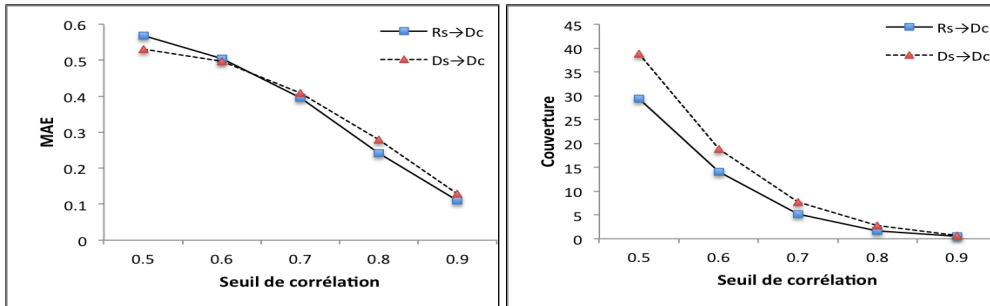 0.6
0.5
0.4
0.3
0.2
0.1
0
MAE
0.5 0.6 0.7 0.8 0.9
Seuil de corrélation
Rs→Dc
Ds→Dc
45
40
35
30
25
20
15
10
5
0
Couverture
0.5 0.6 0.7 0.8 0.9
Seuil de corrélation
Rs→Dc
Ds→Dc